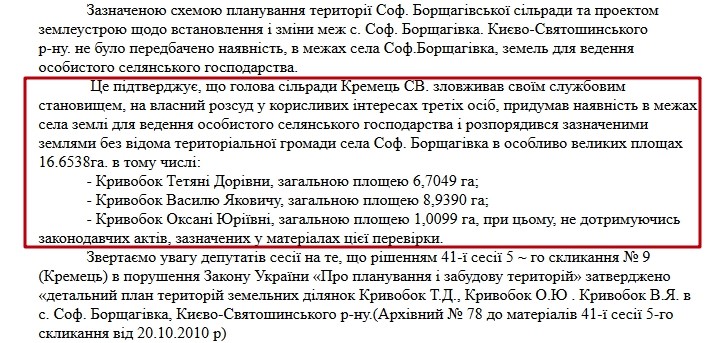 Зазначеною схемою планування території Соф. Борщагівської сільради та проектом
землеустрою щодо встановлення і зміни меж с. Борщагівка. Києво-Святошинського
р-ну. не було передбачено наявність, в межах села Соф.Борщагівка, земель для ведення
особистого селянського господарства.
Це підтверджує, що голова сільради Кремець СВ. зловживав своїм службовим
становищем, на власний розсуд у корисливих інтересах третіх осіб, придумав наявність в межах
села землі для ведення особистого селянського господарства і розпорядився зазначеними
землями без відома територіальної громади села Соф. Борщагівка в особливо великих площах
16.6538га. в тому числі:
- Кривобок Тетяні Дорівни, загальною площею 6,7049 га;
- Кривобок Василю Яковичу, загальною площею 8,9390 га;
- Кривобок Оксані Юріївні, загальною площею 1,0099 га, при цьому, не дотримуючись
законодавчих актів, зазначених у матеріалах цієї перевірки.
Звертаємо увагу депутатів сесії на те, що рішенням 41-ї сесії 5 ~ го скликання № 9
(Кремець) в порушення Закону України «Про планування і забудову територій» затверджено
«детальний план територій земельних ділянок Кривобок Т.Д., Кривобок О.Ю . Кривобок В.Я. в
с. Соф. Борщагівка, Києво-Святошинського р-ну.(Архівний № 78 до матеріалів 41-ї сесії 5-го
скликання від 20.10.2010 р)